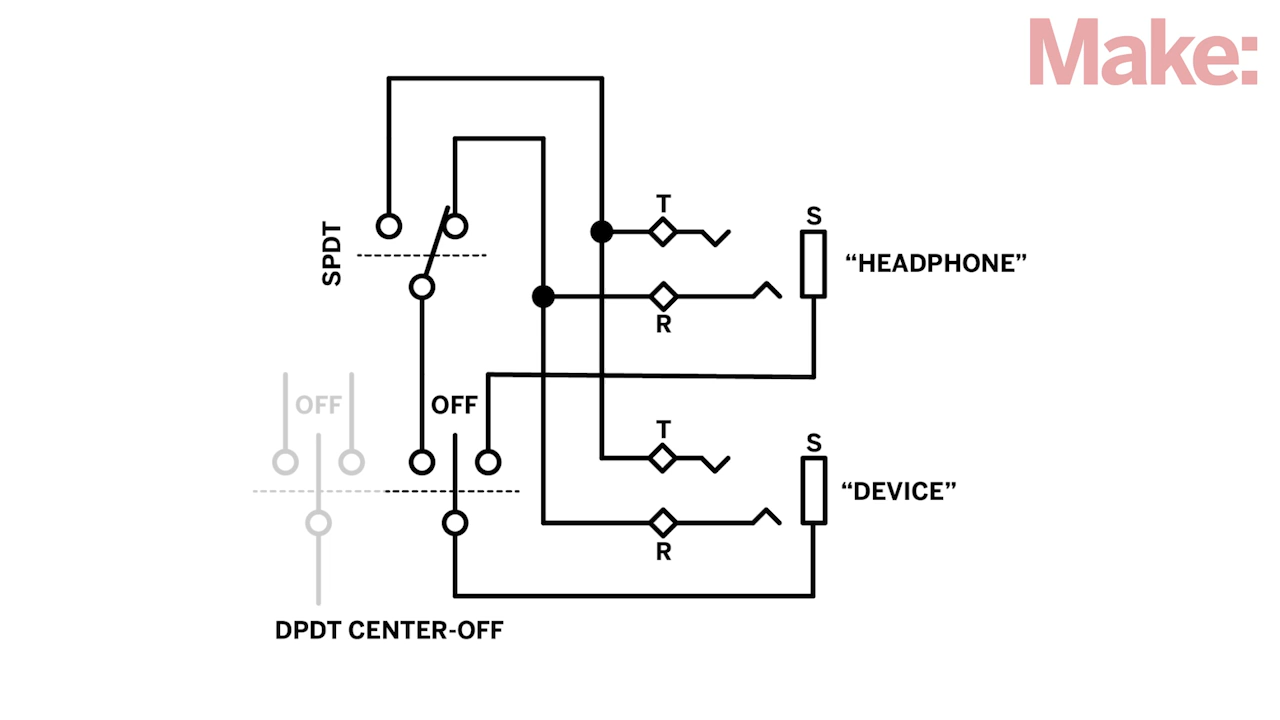 Make:
T
S
SPDT
“HEADPHONE”
R
OFF
OFF
T
S
“DEVICE”
R
DPDT CENTER-OFF